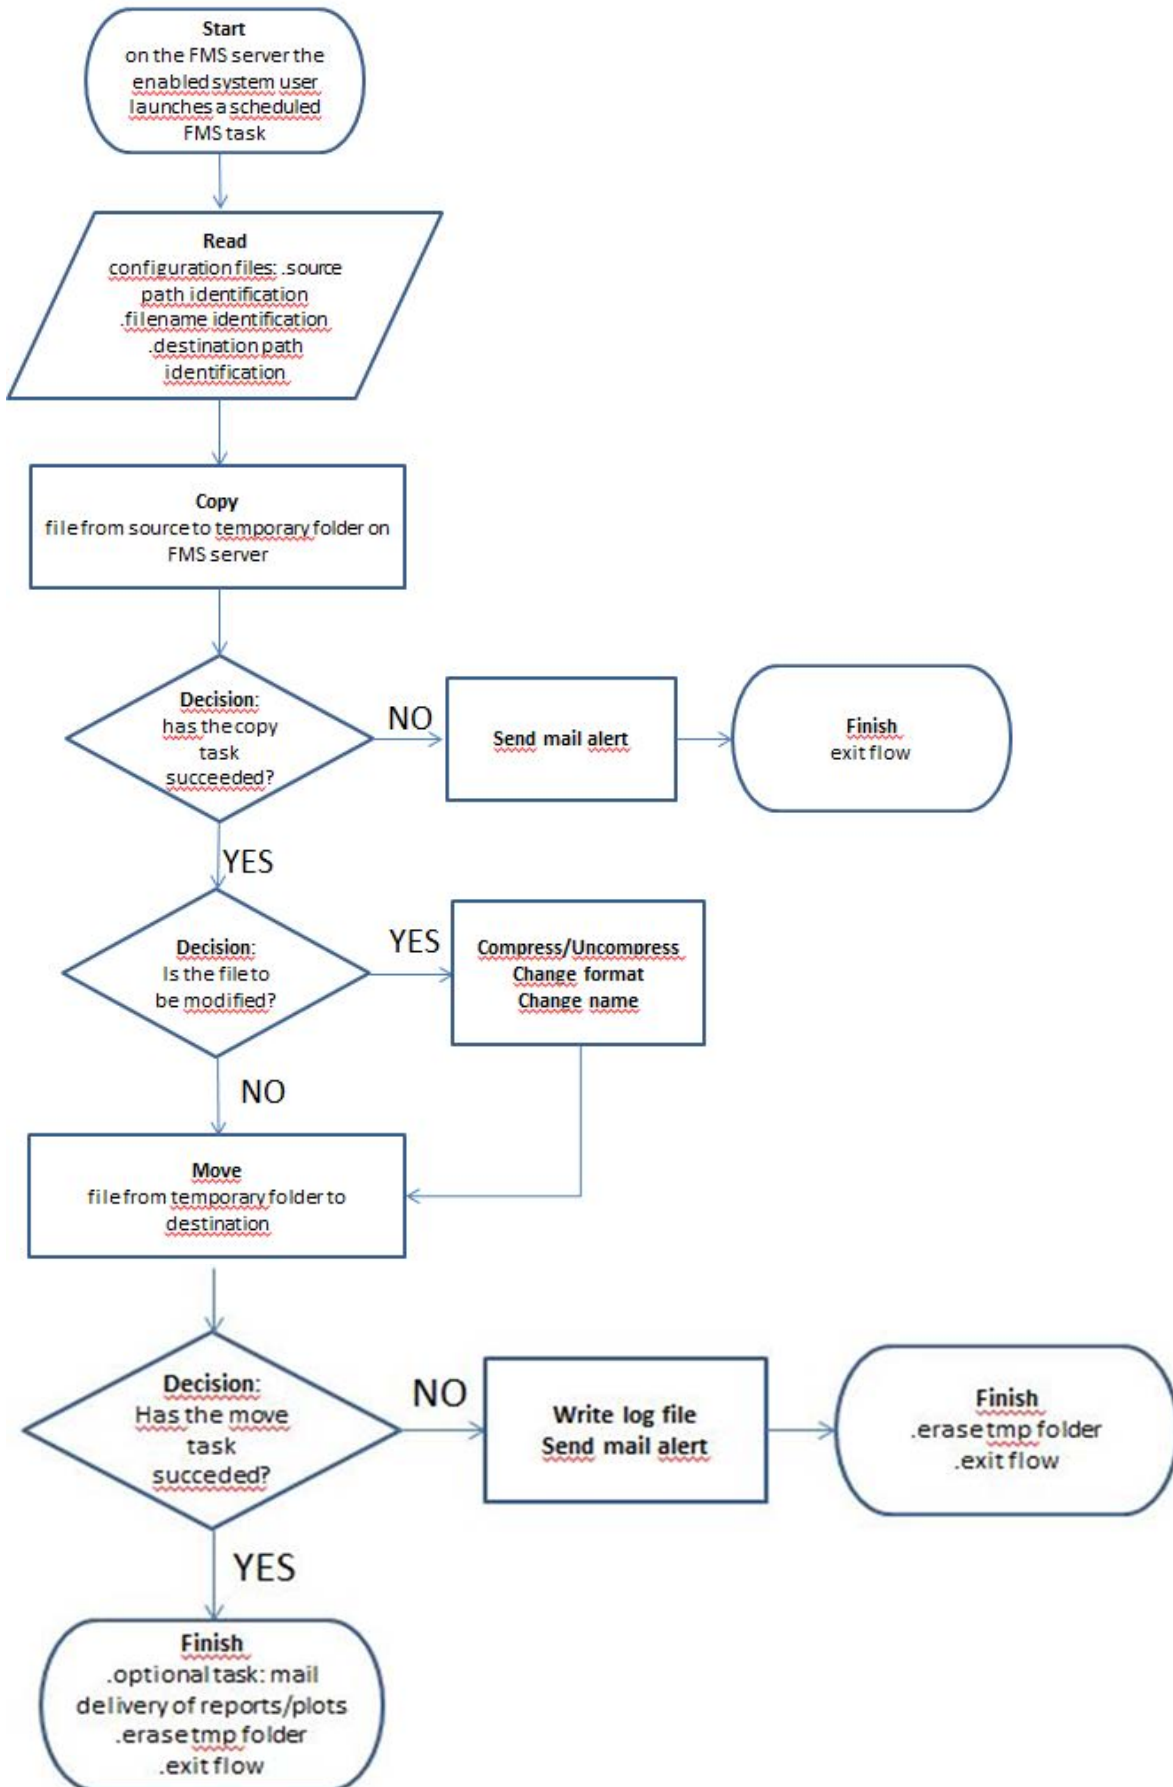 Start
on the FMS server the
enabled system user
launches a scheduled
FMS task
Read
configuration files: .source
path identification
.filename identification
.destination path
identification
Copy
file from source to temporary folder on
FMS server
Decision:
has the copy
task
succeeded?
NO
Send mail alert
Finish
exit flow
YES
Decision:
Is the file to
be modified?
YES
Compress/Uncompress
Change format
Change name
NO
Move
file from temporary folder to
destination
Decision:
Has the move
task
succeded?
NO
Write log file
Send mail alert
Finish
.erase tmp folder
.exit flow
YES
Finish
.optional task: mail
delivery of reports/plots
.erase tmp folder
.exit flow